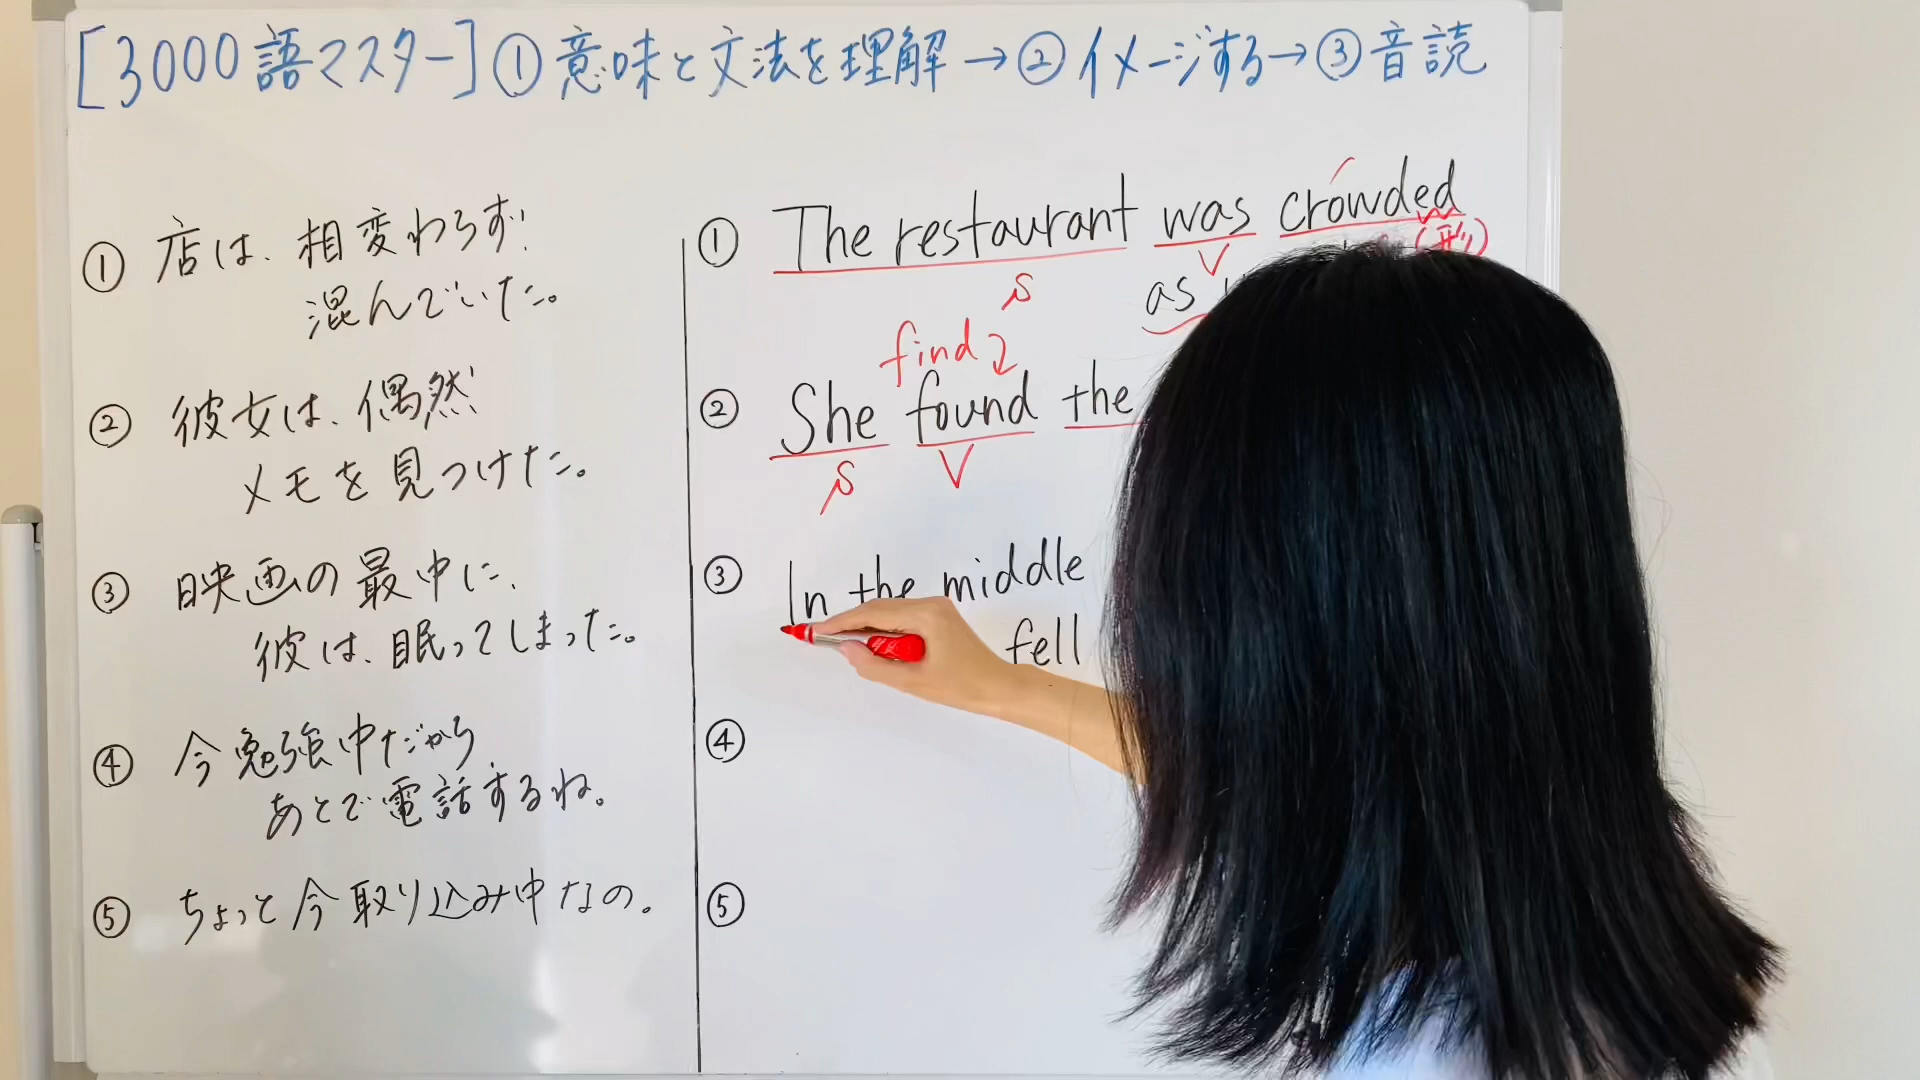 [3000語マスター]①意味と文法を理解→②イメージする→③音読
① 店は、相変わらず
混んでいた。
② 彼女は、偶然
メモを見つけた。
③ 映画の最中に、
彼は、眠ってしまった。
④ 今勉強中だから
あとで電話するね。
⑤ ちょっと今取り込み中なの。
① The restaurant was crowded
S V (形)
as
find
② She found the
S V
③ In the middle
fell
④
⑤